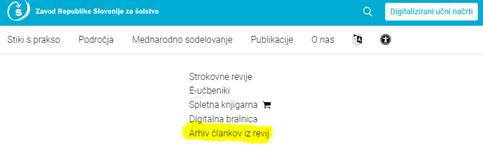 Zavod Republike Slovenije za šolstvo
Digitalizirani učni načrti
Stiki s prakso Področja Mednarodno sodelovanje Publikacije O nas
Strokovne revije
E-učbeniki
Spletna knjigarna
Digitalna bralnica
Arhiv člankov iz revij